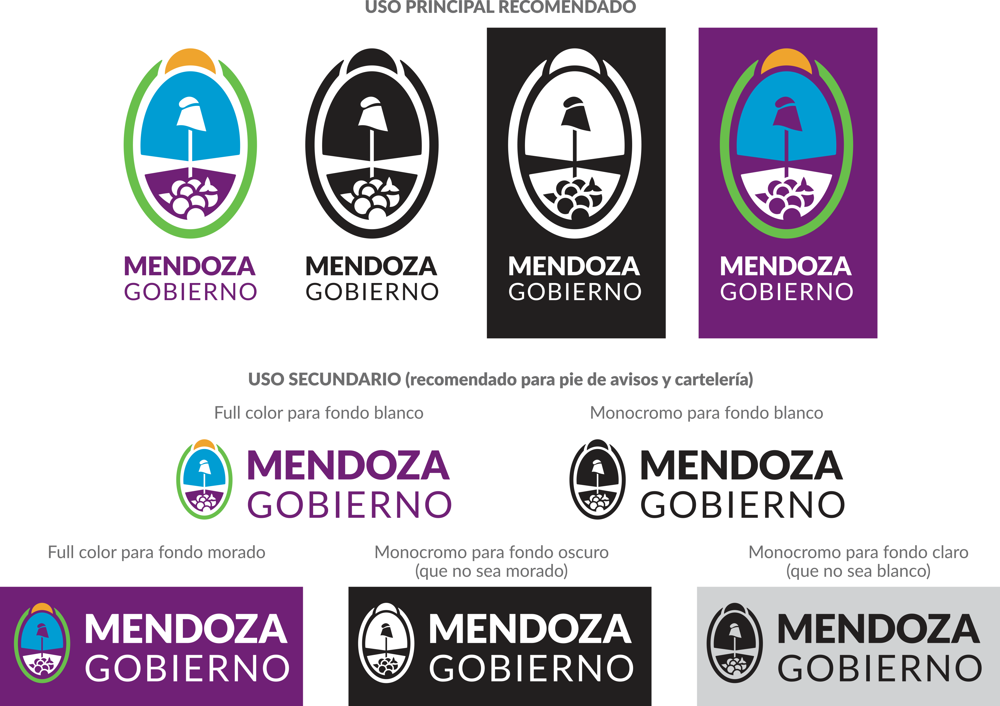 USO PRINCIPAL RECOMENDADO
MENDOZA
GOBIERNO
MENDOZA
GOBIERNO
MENDOZA
GOBIERNO
MENDOZA
GOBIERNO
USO SECUNDARIO (recomendado para pie de avisos y cartelería)
Full color para fondo blanco
MENDOZA
GOBIERNO
Monocromo para fondo blanco
MENDOZA
GOBIERNO
Full color para fondo morado
MENDOZA
GOBIERNO
Monocromo para fondo oscuro
(que no sea morado)
MENDOZA
GOBIERNO
Monocromo para fondo claro
(que no sea blanco)
MENDOZA
GOBIERNO